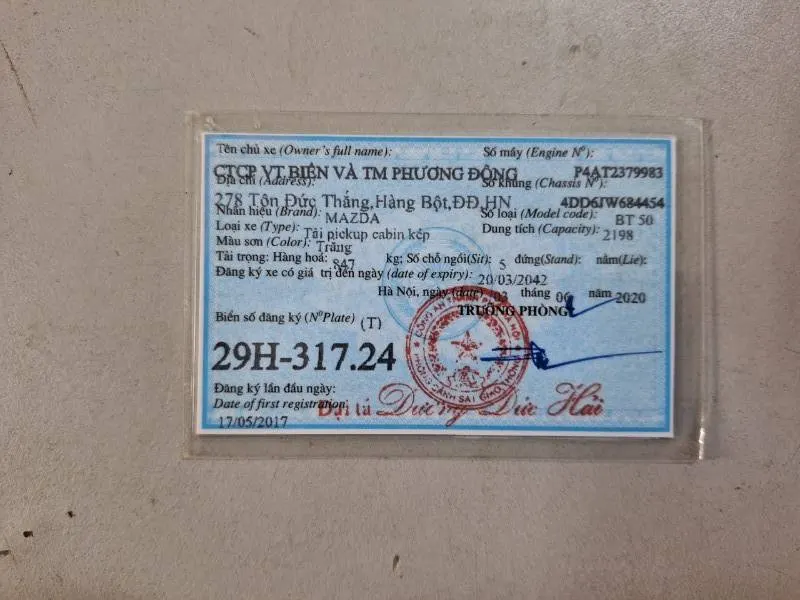 Tên chủ xe (Owner's full name): Số máy (Engine Nº):
CTCP VT BIỂN VÀ TM PHƯƠNG ĐÔNG P4AT2379983
Địa chỉ (Address): Số khung (Chassis Nº):
278 Tôn Đức Thắng,Hàng Bột,ĐĐ,HN 4DD6JW684454
Nhãn hiệu (Brand): MAZDA Số loại (Model code): BT 50
Loại xe (Type): Tải pickup cabin kép Dung tích (Capacity): 2198
Màu sơn (Color): Trắng
Tải trọng: Hàng hoá: 847 kg; Số chỗ ngồi(Sit): 5 đứng(Stand): nằm(Lie):
Đăng ký xe có giá trị đến ngày (date of expiry): 20/03/2042
Hà Nội, ngày (date) 03 tháng 06 năm 2020
TRƯỞNG PHÒNG
Biển số đăng ký (NºPlate) (T)
29H-317.24
Đăng ký lần đầu ngày:
Date of first registration:
17/05/2017
Đại tá Dương Đức Hải